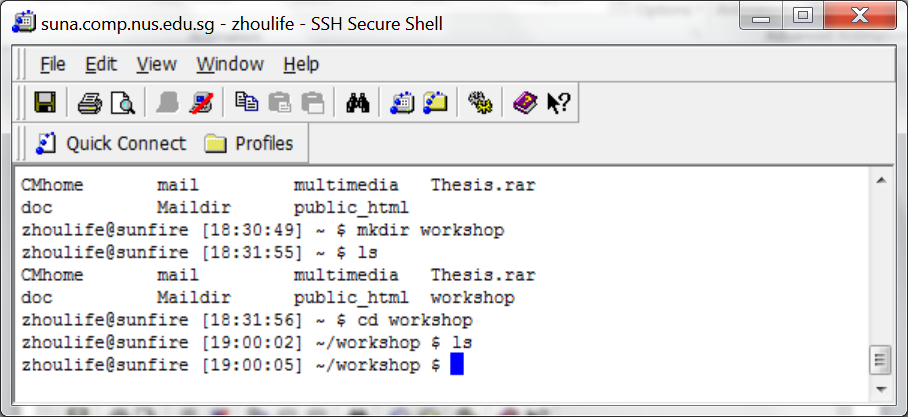 suna.comp.nus.edu.sg - zhoulife - SSH Secure Shell
File Edit View Window Help
Quick Connect Profiles
CMhome mail multimedia Thesis.rar
doc Maildir public_html
zhoulife@sunfire [18:30:49] ~ $ mkdir workshop
zhoulife@sunfire [18:31:55] ~ $ ls
CMhome mail multimedia Thesis.rar
doc Maildir public_html workshop
zhoulife@sunfire [18:31:56] ~ $ cd workshop
zhoulife@sunfire [19:00:02] ~/workshop $ ls
zhoulife@sunfire [19:00:05] ~/workshop $